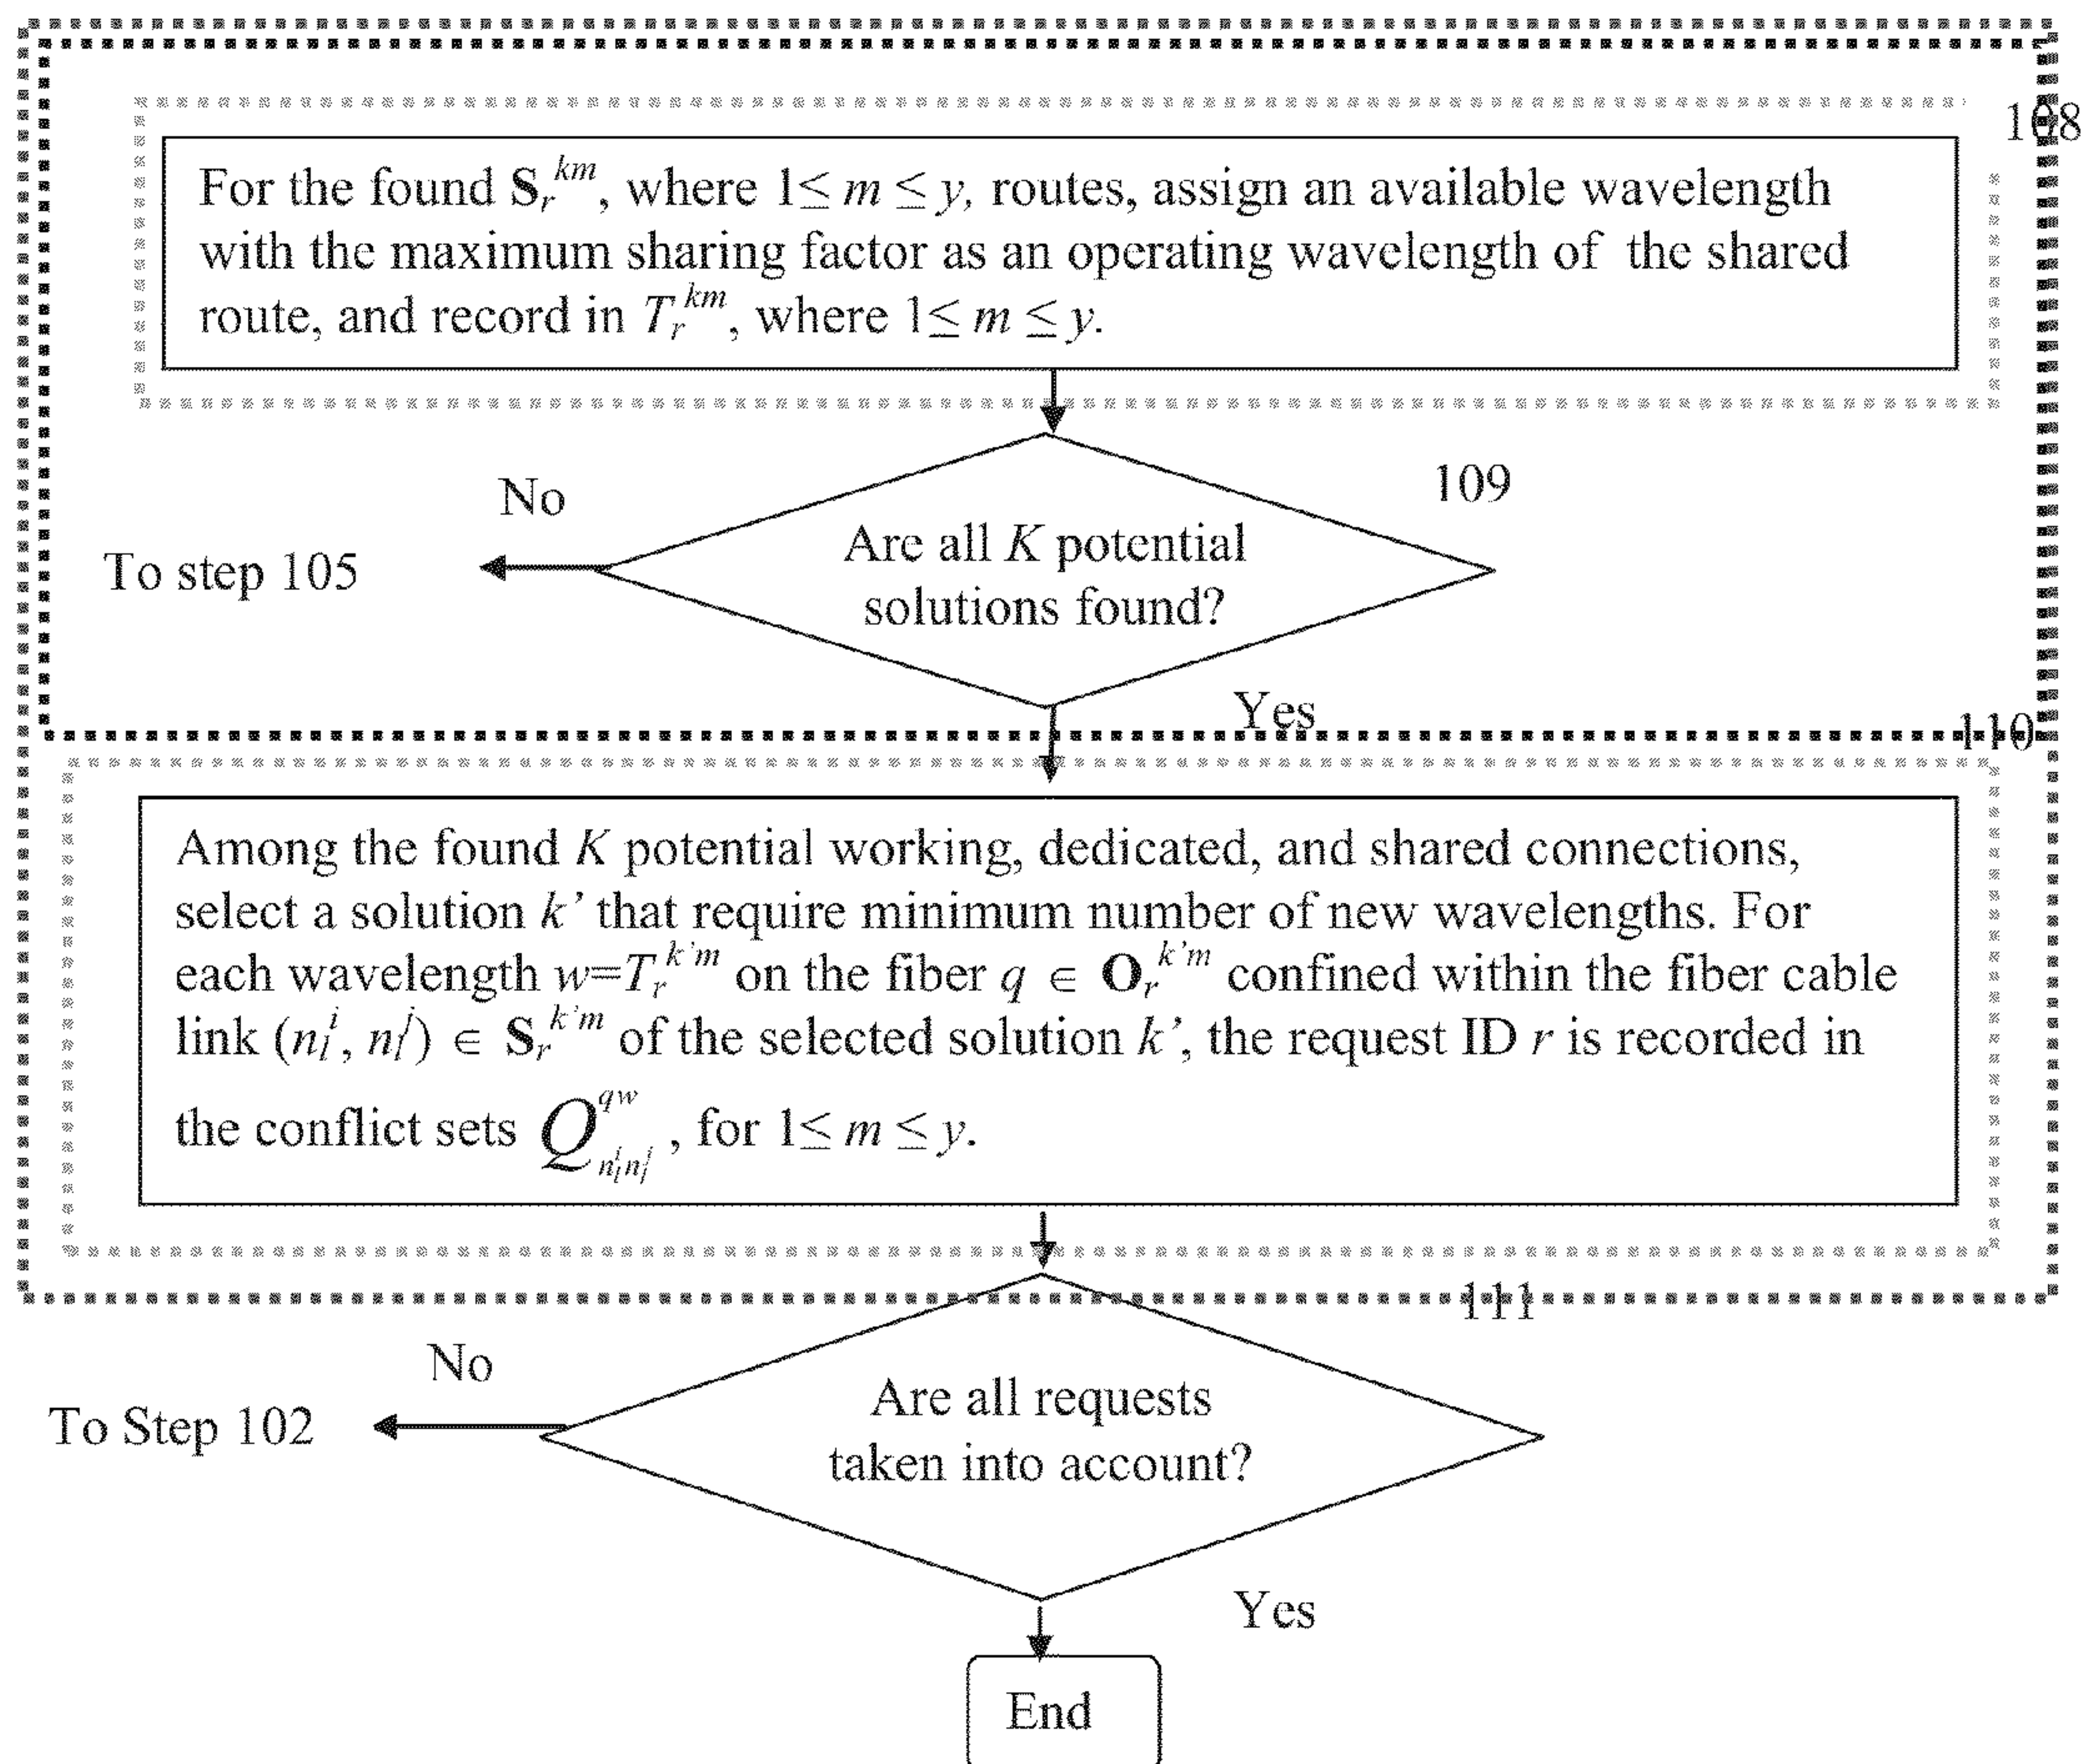 108
For the found S_r^{km}, where 1≤ m ≤ y, routes, assign an available wavelength
with the maximum sharing factor as an operating wavelength of the shared
route, and record in T_r^{km}, where 1≤ m ≤ y.
109
No
Are all K potential
To step 105
solutions found?
Yes
110
Among the found K potential working, dedicated, and shared connections,
select a solution k’ that require minimum number of new wavelengths. For
each wavelength w=T_r^{k’m} on the fiber q ∈ O_r^{k’m} confined within the fiber cable
link (n_l^i, n_l^j) ∈ S_r^{k’m} of the selected solution k’, the request ID r is recorded in
the conflict sets Q_{n_l^i n_l^j}^{qw}, for 1≤ m ≤ y.
111
No
Are all requests
To Step 102
taken into account?
Yes
End